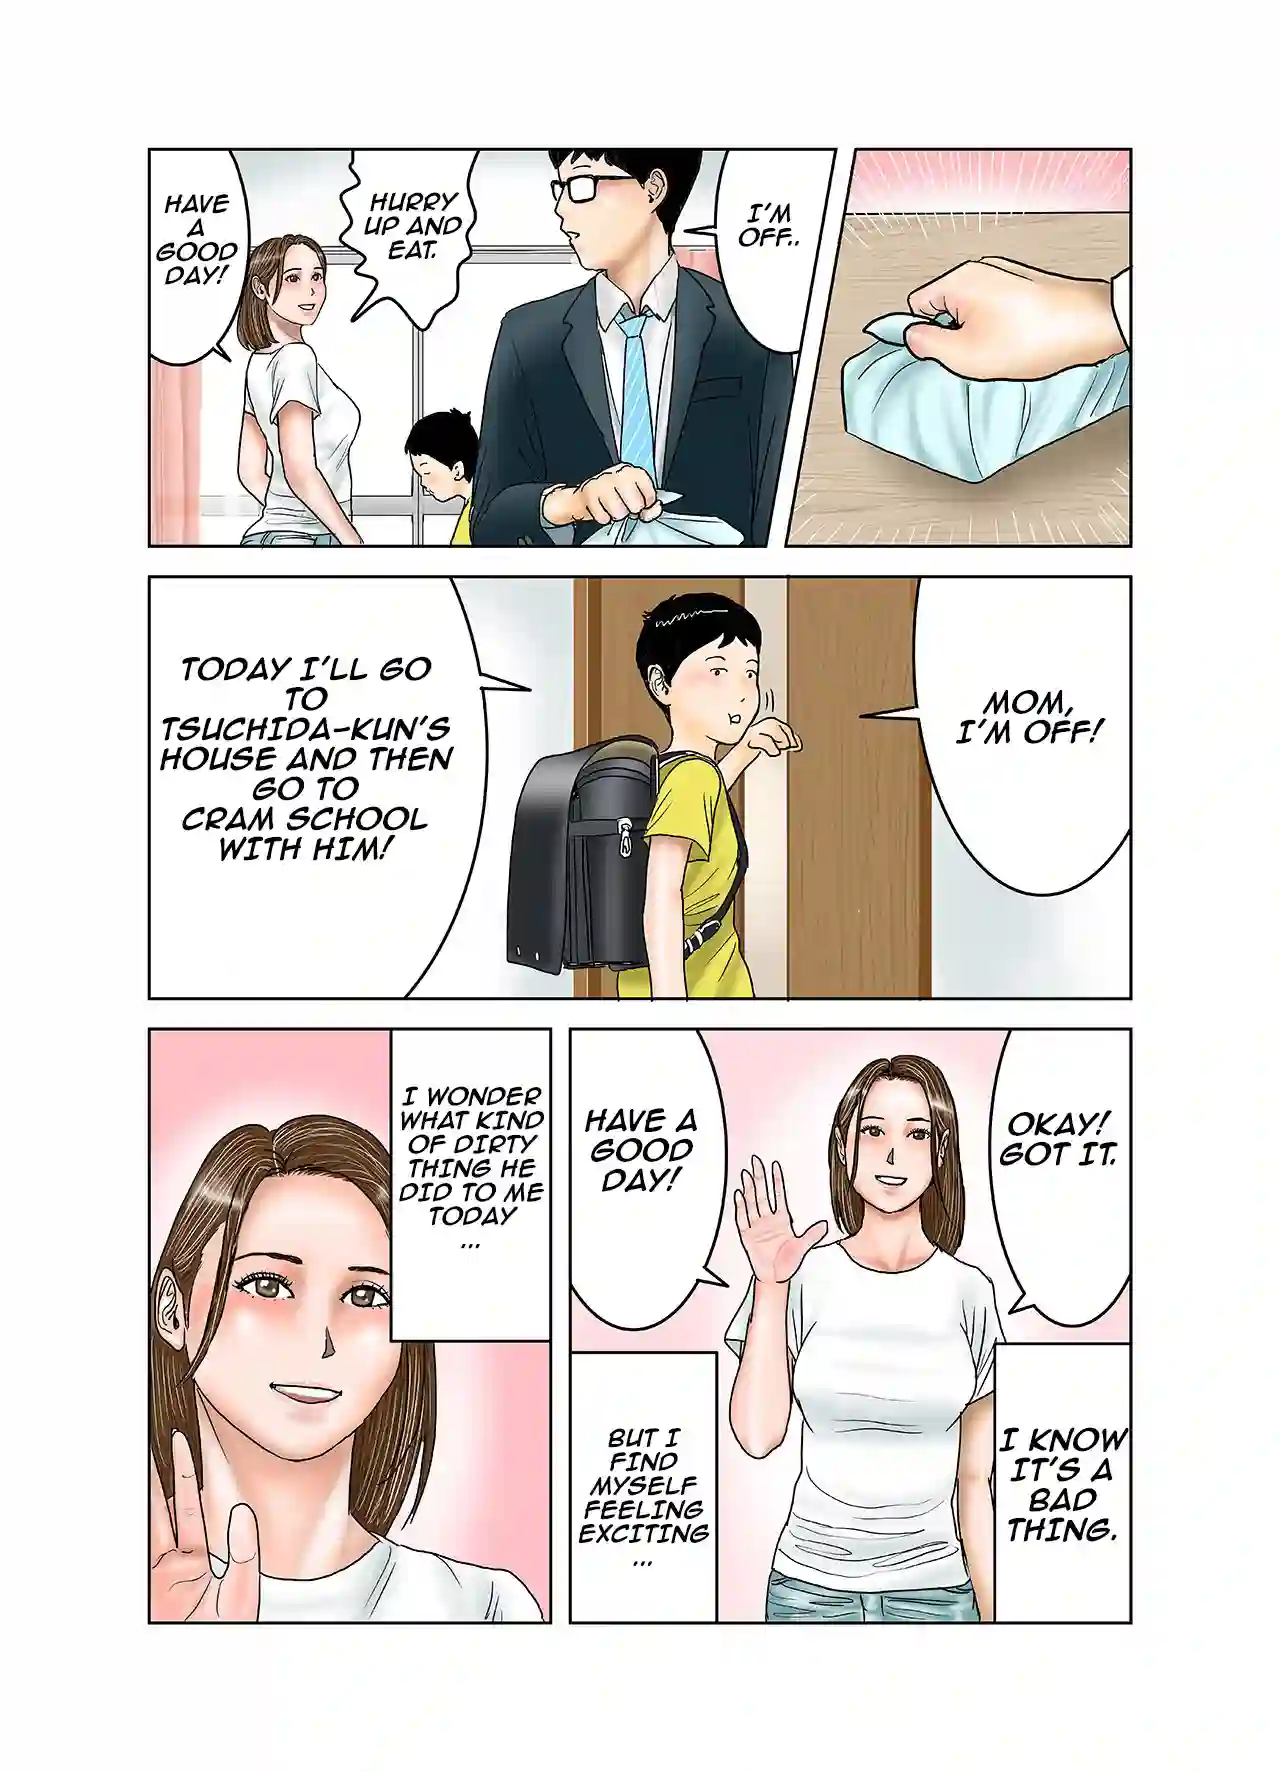 I'M
OFF..
HURRY
UP AND
EAT.
HAVE
A
GOOD
DAY!
MOM,
I'M OFF!
TODAY I'LL GO
TO
TSUCHIDA-KUN'S
HOUSE AND THEN
GO TO
CRAM SCHOOL
WITH HIM!
OKAY!
GOT IT.
HAVE A
GOOD
DAY!
I KNOW
IT'S A
BAD
THING.
BUT I
FIND
MYSELF
FEELING
EXCITING
...
I WONDER
WHAT KIND
OF DIRTY
THING HE
DID TO ME
TODAY
...